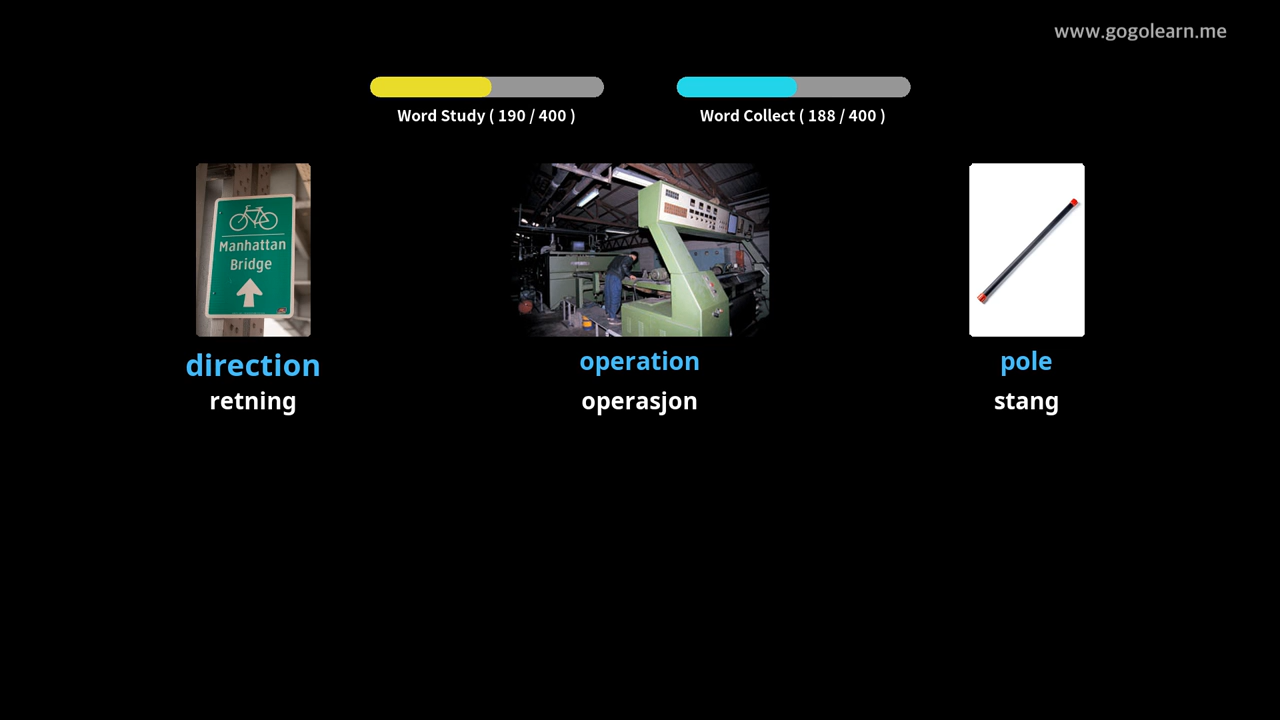 www.gogolearn.me
Word Study ( 190 / 400 )
Word Collect ( 188 / 400 )
Manhattan
Bridge
direction
retning
operation
operasjon
pole
stang